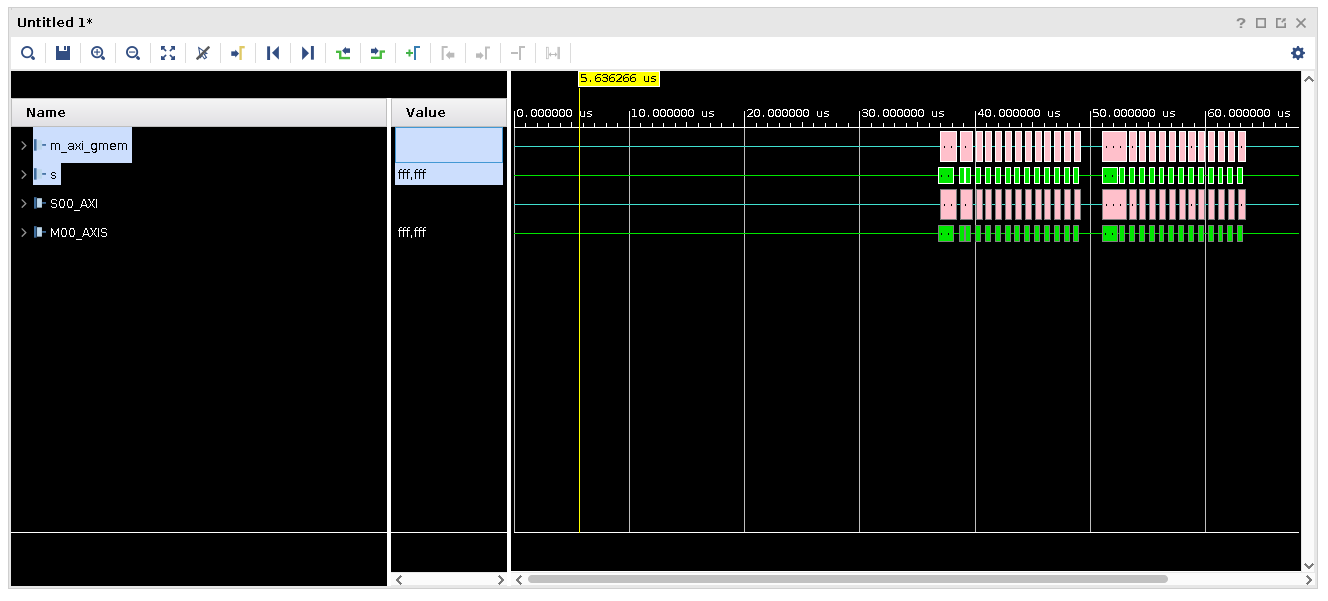 Untitled 1*
5.636266 us
Name
Value
0.000000 us
10.000000 us
20.000000 us
30.000000 us
40.000000 us
50.000000 us
60.000000 us
m_axi_gmem
s
fff,fff
S00_AXI
M00_AXIS
fff,fff